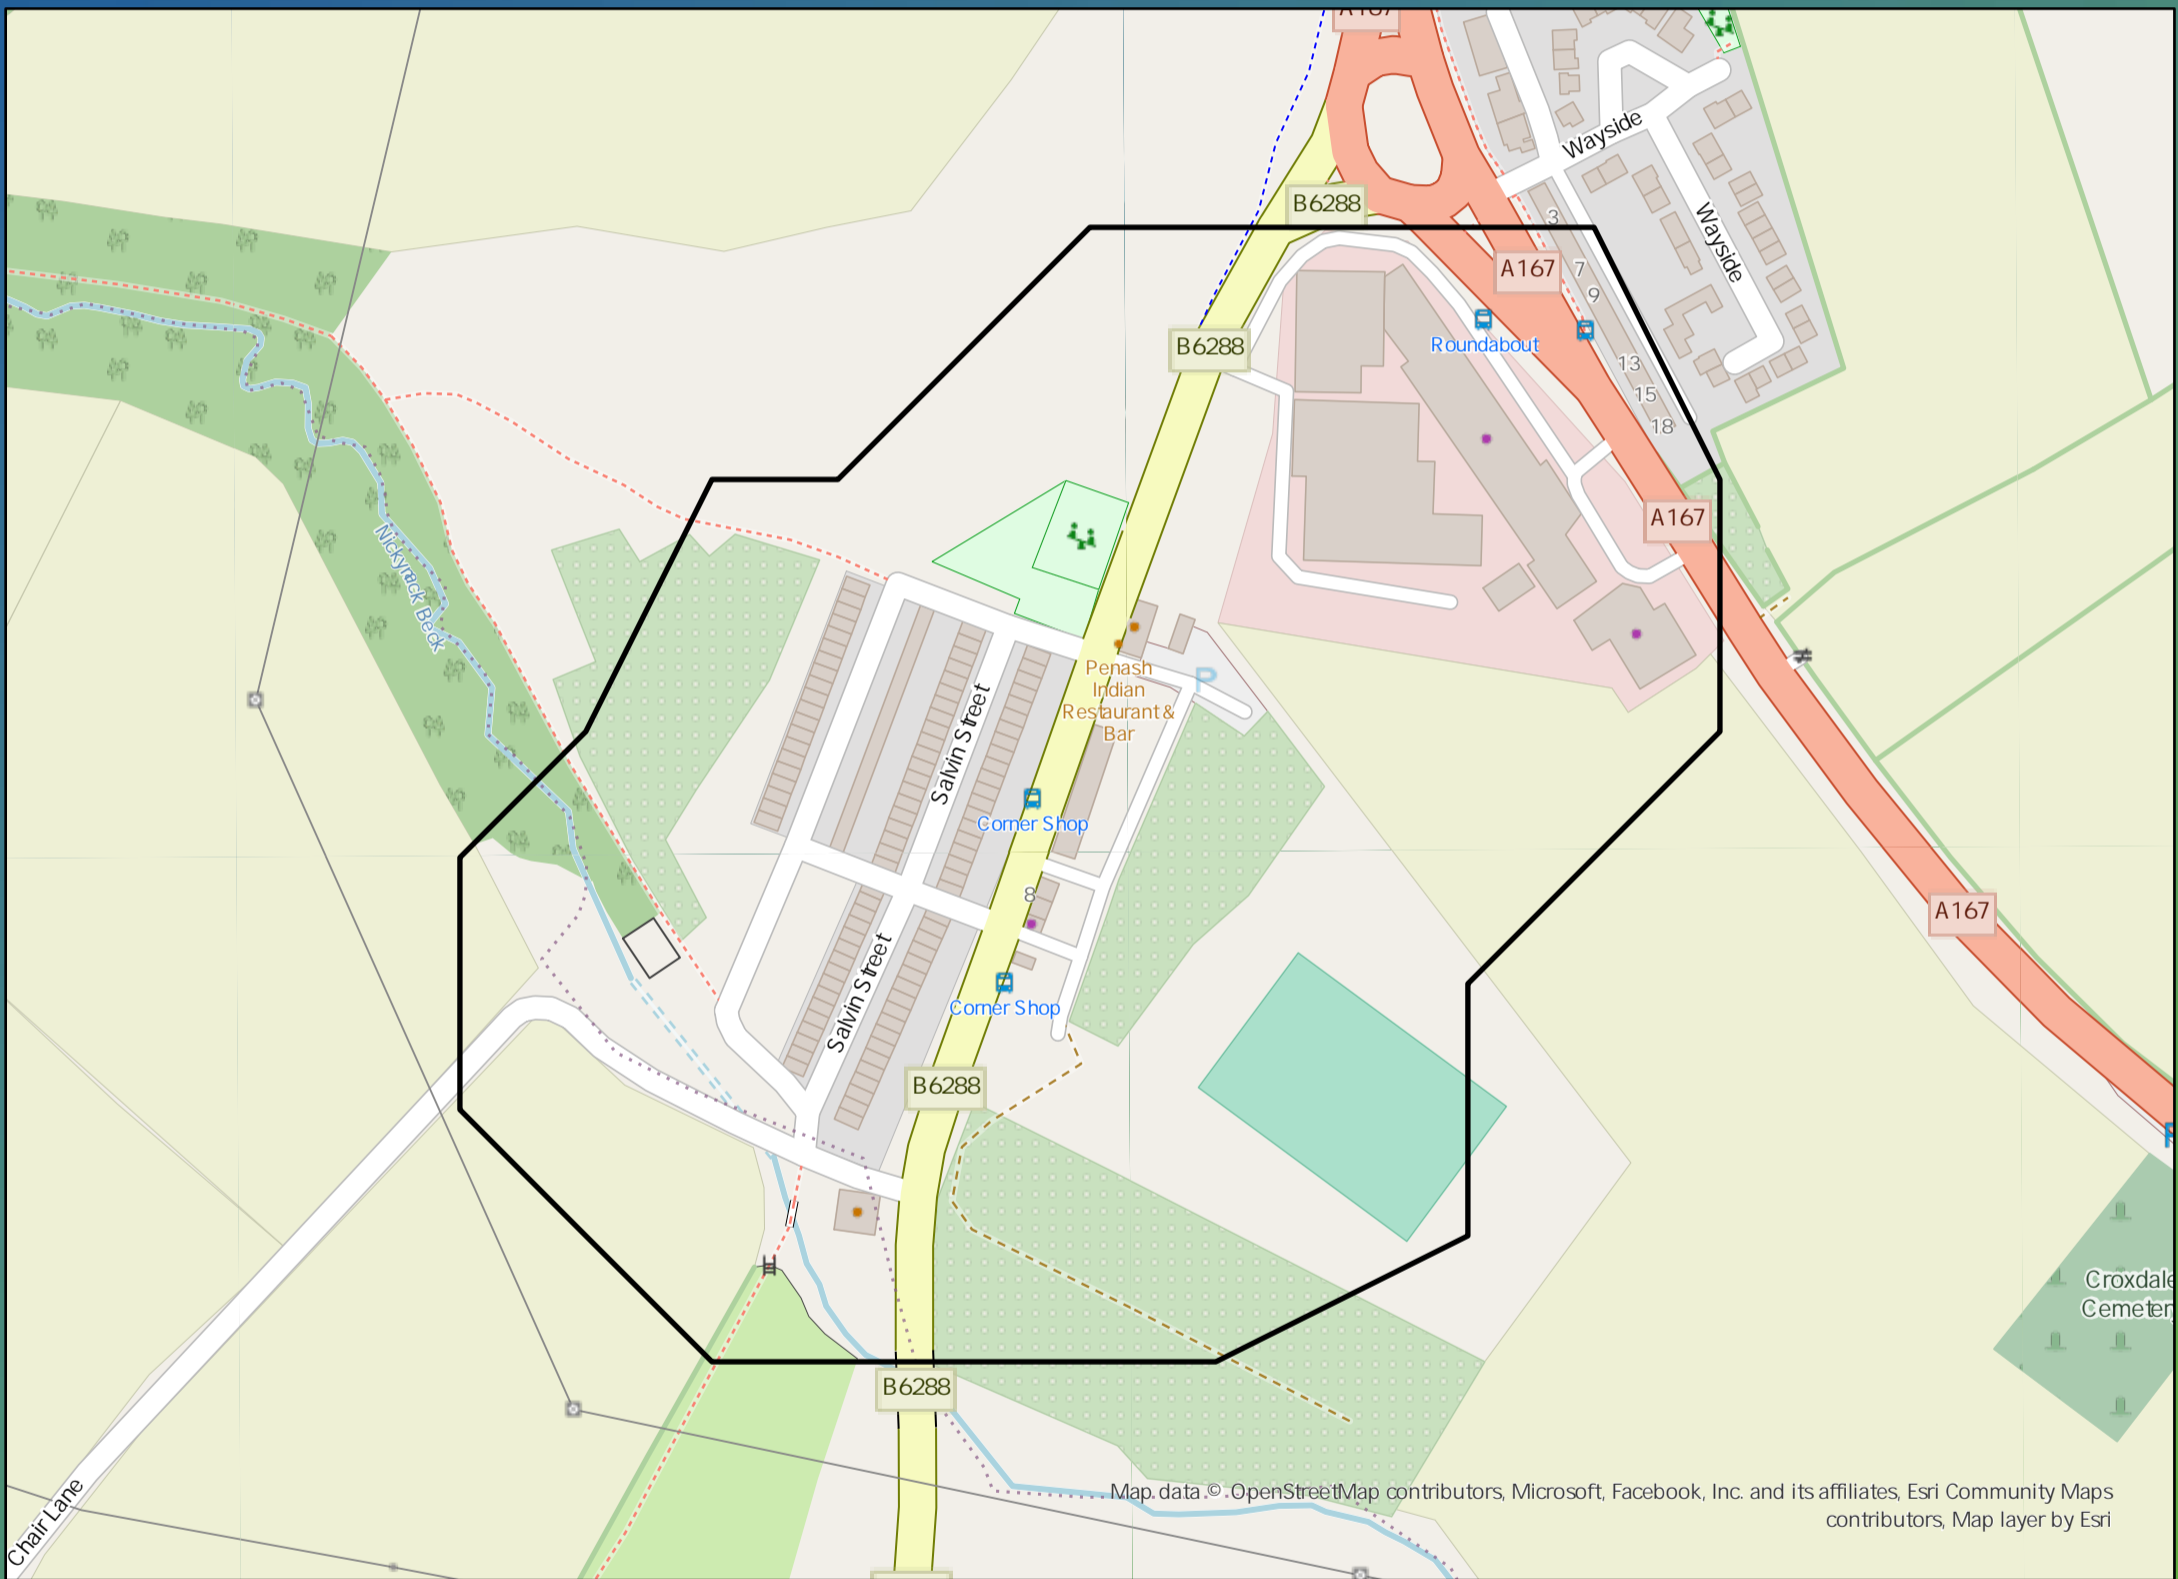 A167
Wayside
B6288
3
Wayside
A167
7
9
B6288
Roundabout
13
15
18
A167
Nickynack Beck
Penash
Indian
Restaurant &
Bar
P
Salvin Street
Corner Shop
8
A167
Salvin Street
Corner Shop
B6288
P
Croxdale
Cemeter
B6288
Chair Lane
Map data © OpenStreetMap contributors, Microsoft, Facebook, Inc. and its affiliates, Esri Community Maps
contributors, Map layer by Esri